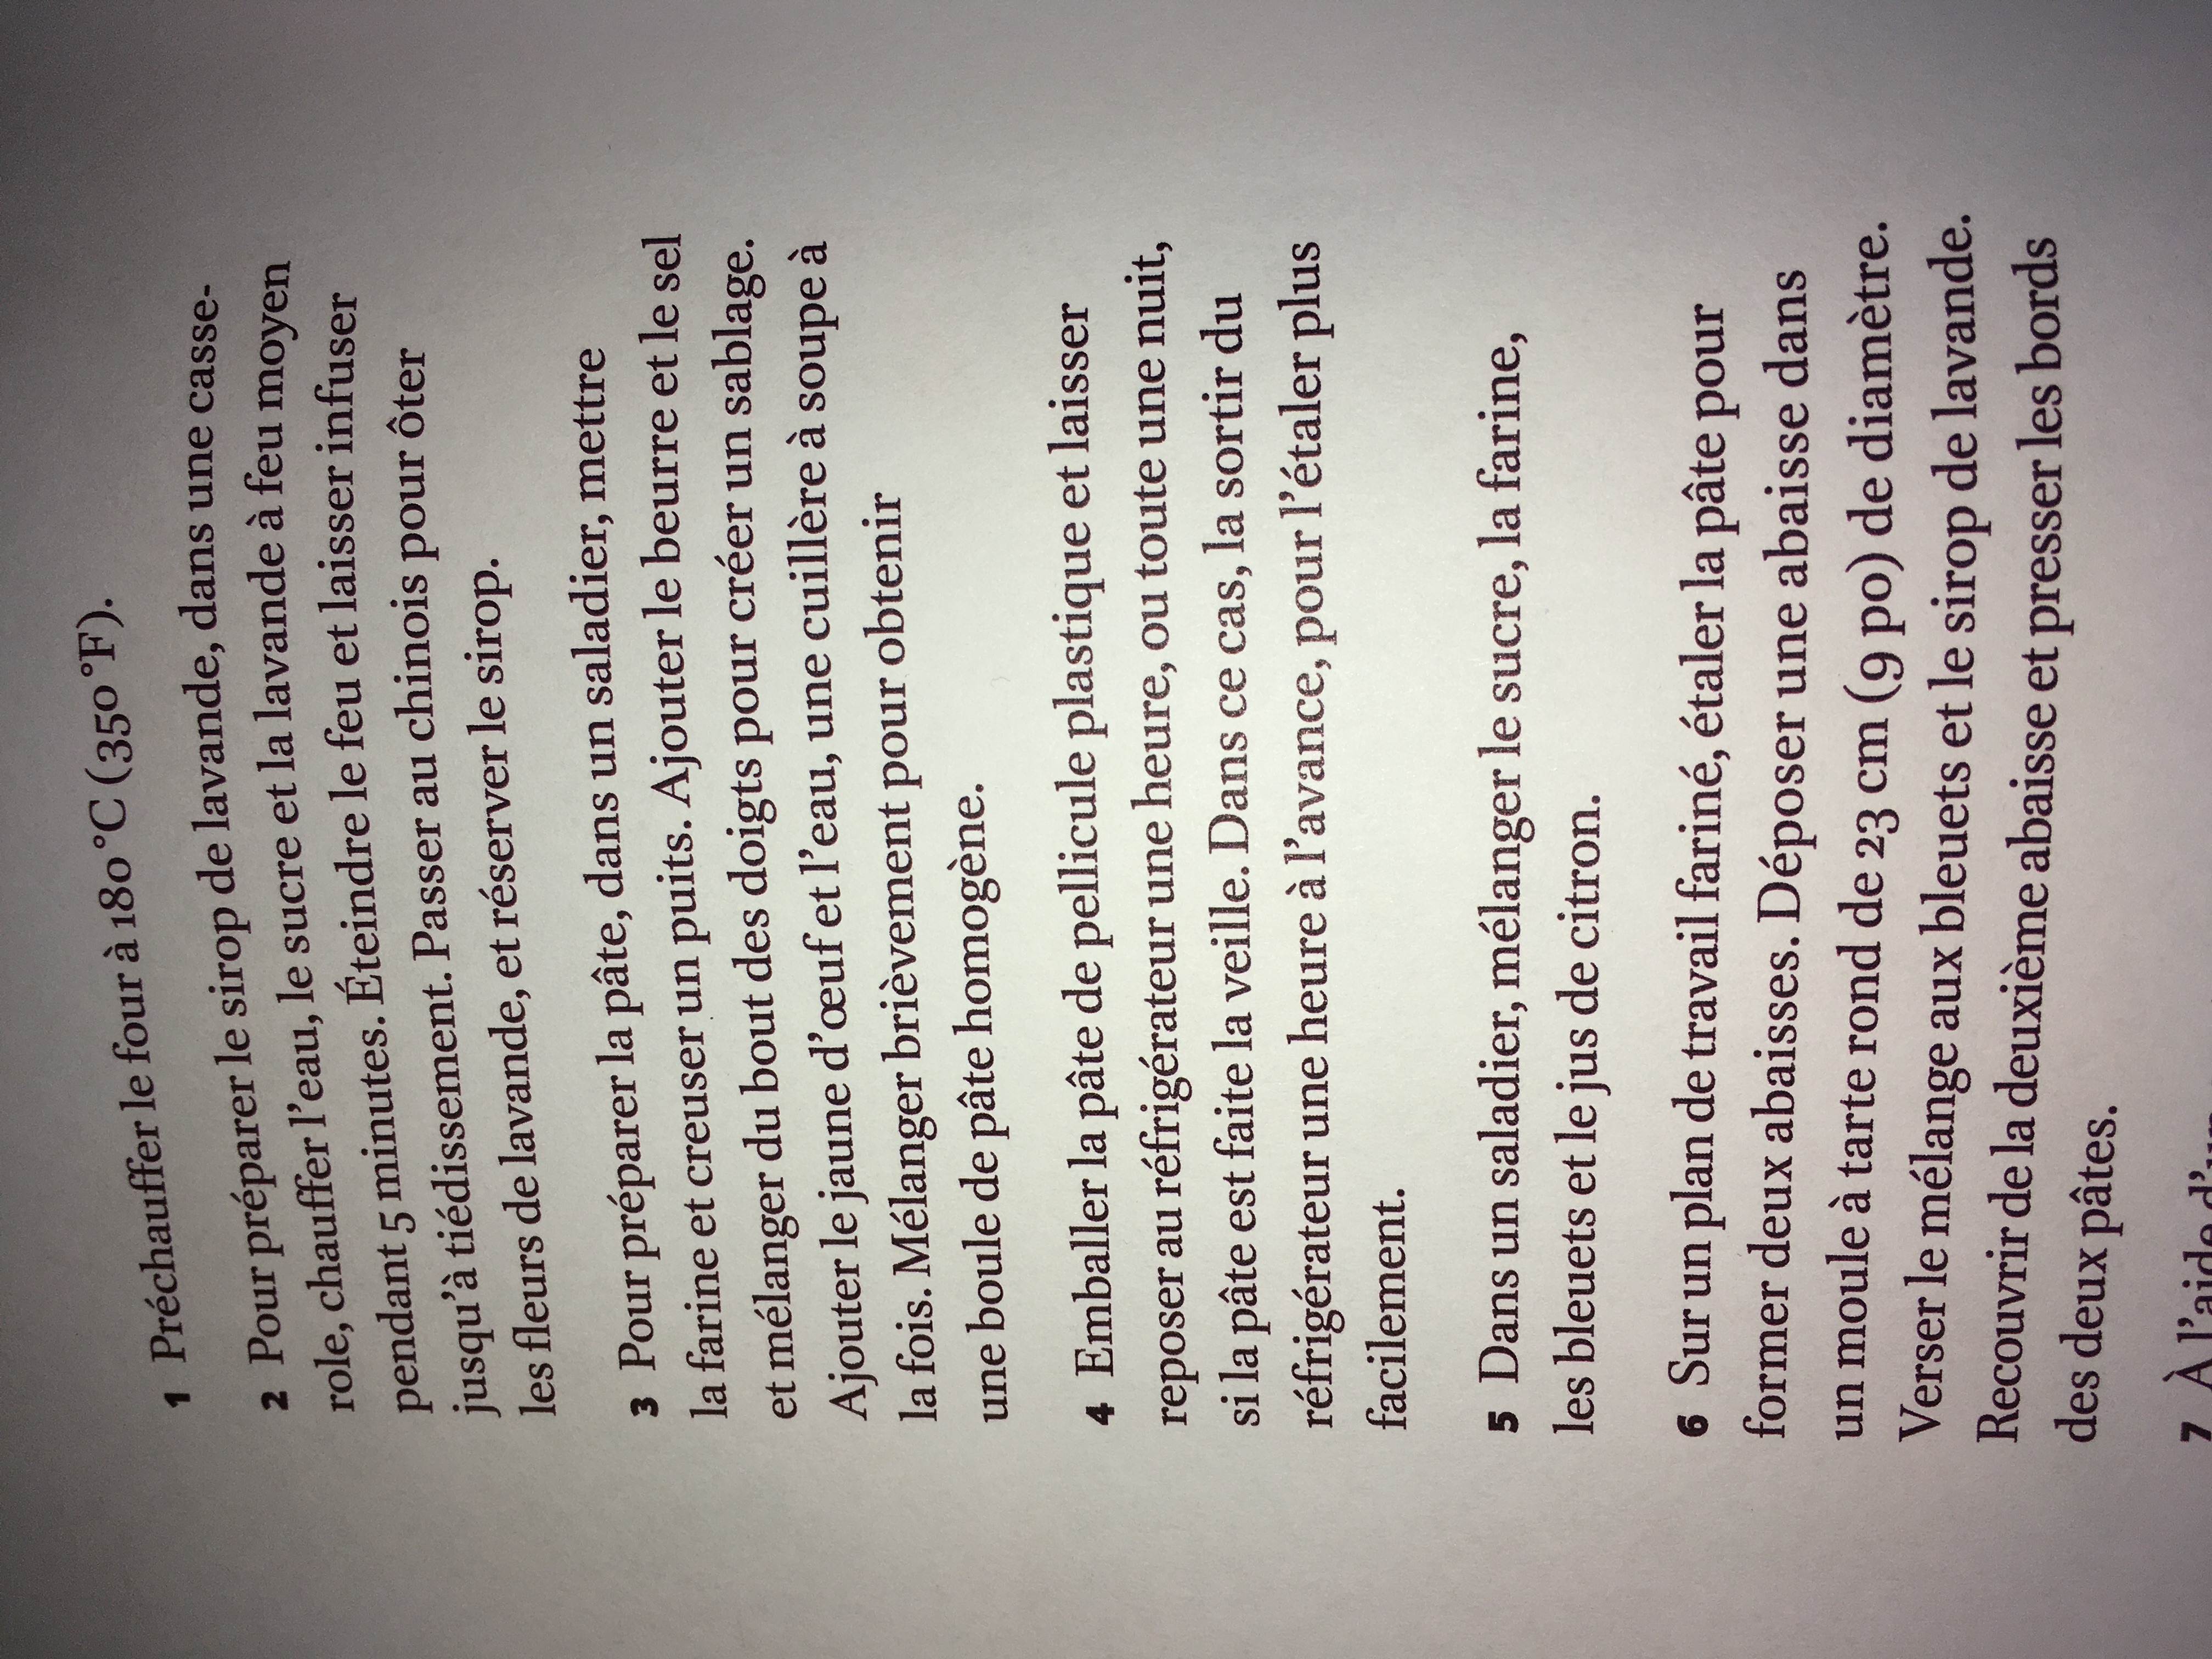 1 Préchauffer le four à 180 °C (350 °F).
2 Pour préparer le sirop de lavande, dans une casse-
role, chauffer l’eau, le sucre et la lavande à feu moyen
pendant 5 minutes. Éteindre le feu et laisser infuser
jusqu’à tiédissement. Passer au chinois pour ôter
les fleurs de lavande, et réserver le sirop.
3 Pour préparer la pâte, dans un saladier, mettre
la farine et creuser un puits. Ajouter le beurre et le sel
et mélanger du bout des doigts pour créer un sablage.
Ajouter le jaune d’œuf et l’eau, une cuillère à soupe à
la fois. Mélanger brièvement pour obtenir
une boule de pâte homogène.
4 Emballer la pâte de pellicule plastique et laisser
reposer au réfrigérateur une heure, ou toute une nuit,
si la pâte est faite la veille. Dans ce cas, la sortir du
réfrigérateur une heure à l’avance, pour l’étaler plus
facilement.
5 Dans un saladier, mélanger le sucre, la farine,
les bleuets et le jus de citron.
6 Sur un plan de travail fariné, étaler la pâte pour
former deux abaisses. Déposer une abaisse dans
un moule à tarte rond de 23 cm (9 po) de diamètre.
Verser le mélange aux bleuets et le sirop de lavande.
Recouvrir de la deuxième abaisse et presser les bords
des deux pâtes.
7 À l’aide